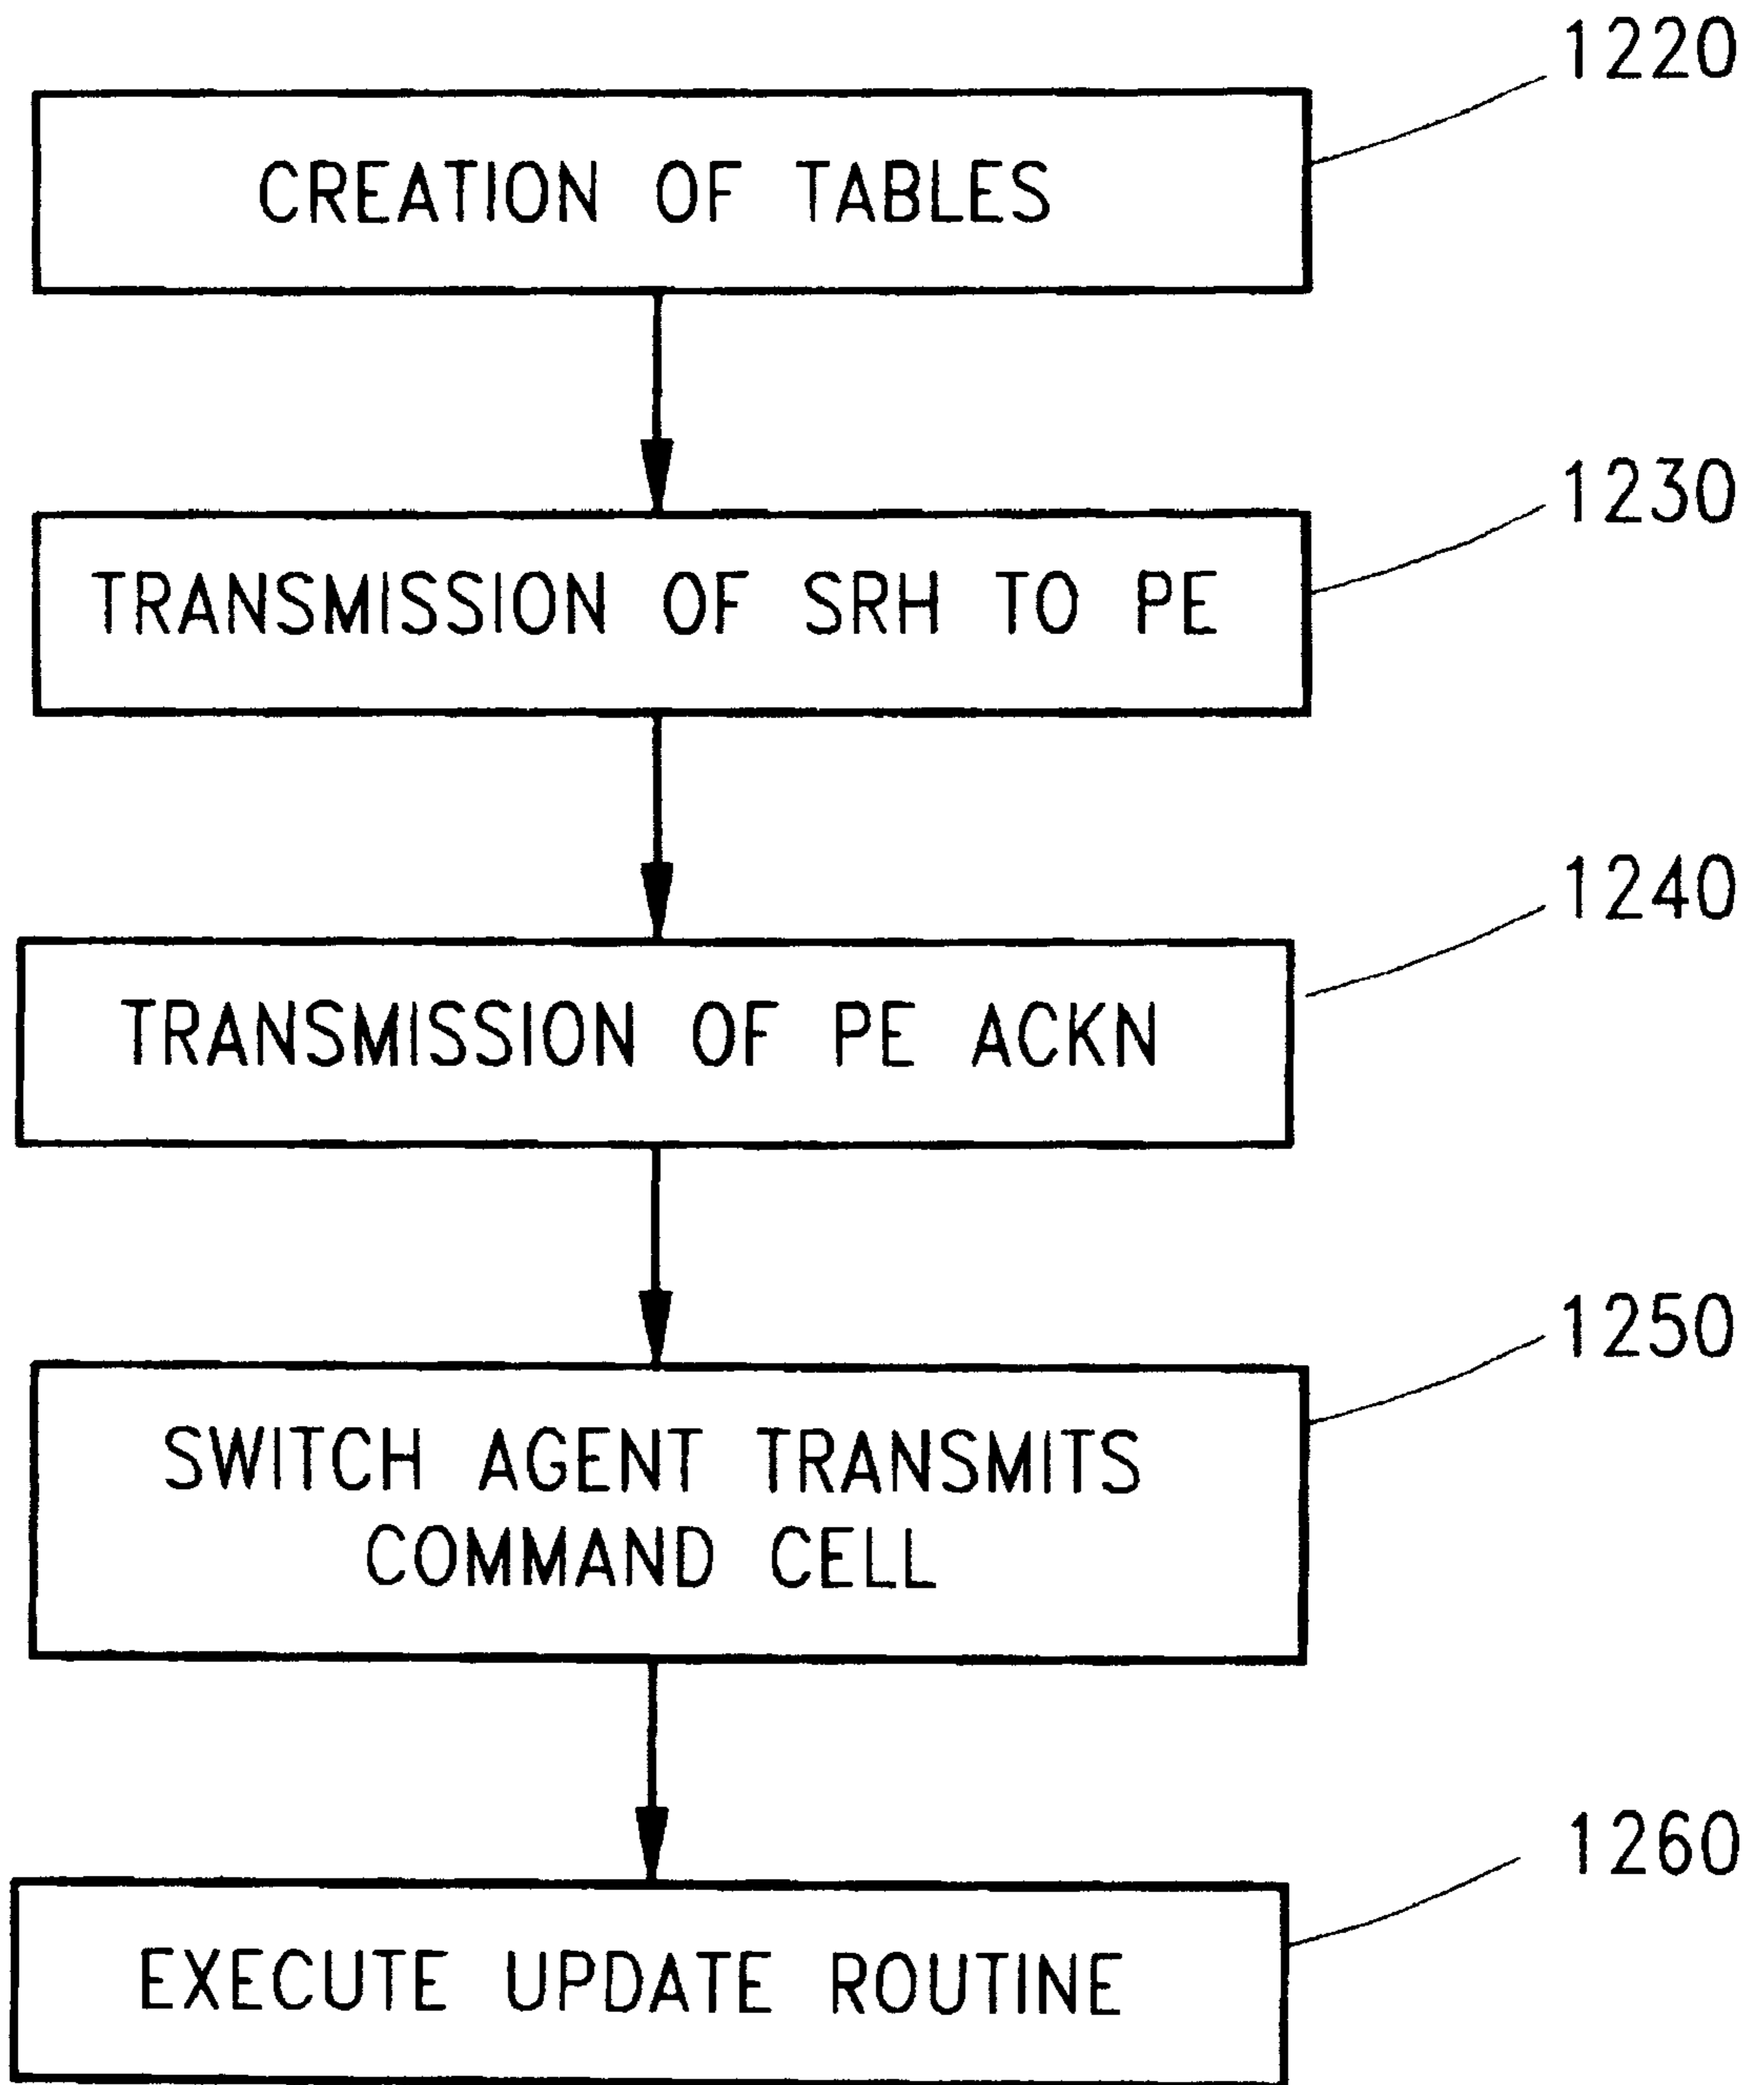 1220
CREATION OF TABLES
1230
TRANSMISSION OF SRH TO PE
1240
TRANSMISSION OF PE ACKN
1250
SWITCH AGENT TRANSMITS
COMMAND CELL
1260
EXECUTE UPDATE ROUTINE